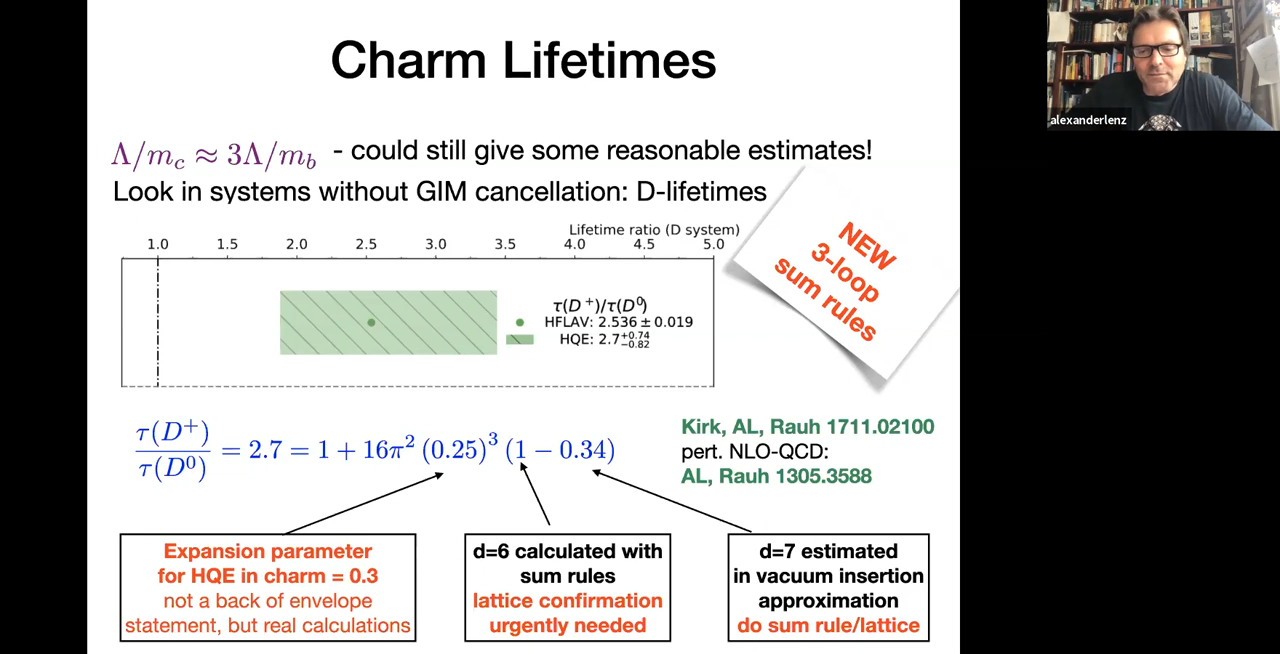 Charm Lifetimes
alexanderlenz
Λ/m_c ≈ 3Λ/m_b - could still give some reasonable estimates!
Look in systems without GIM cancellation: D-lifetimes
NEW
3-loop
sum rules
Lifetime ratio (D system)
1.0 1.5 2.0 2.5 3.0 3.5 4.0 4.5 5.0
τ(D⁺)/τ(D⁰)
HFLAV: 2.536 ± 0.019
HQE: 2.7^{+0.74}_{−0.82}
τ(D⁺)/τ(D⁰) = 2.7 = 1 + 16π² (0.25)³ (1 − 0.34)
Kirk, AL, Rauh 1711.02100
pert. NLO-QCD:
AL, Rauh 1305.3588
Expansion parameter
for HQE in charm = 0.3
not a back of envelope
statement, but real calculations
d=6 calculated with
sum rules
lattice confirmation
urgently needed
d=7 estimated
in vacuum insertion
approximation
do sum rule/lattice